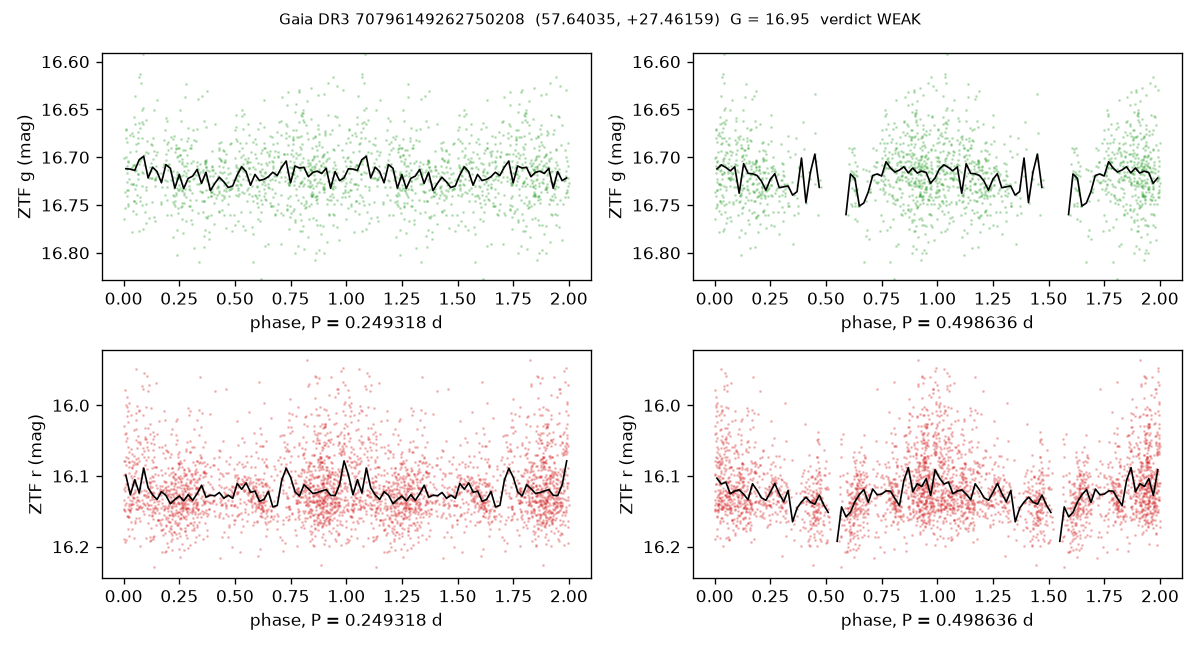 Gaia DR3 70796149262750208  (57.64035, +27.46159)  G = 16.95  verdict WEAK
ZTF g (mag)
16.60
16.65
16.70
16.75
16.80
0.00 0.25 0.50 0.75 1.00 1.25 1.50 1.75 2.00
phase, P = 0.249318 d
ZTF g (mag)
16.60
16.65
16.70
16.75
16.80
0.00 0.25 0.50 0.75 1.00 1.25 1.50 1.75 2.00
phase, P = 0.498636 d
ZTF r (mag)
16.0
16.1
16.2
0.00 0.25 0.50 0.75 1.00 1.25 1.50 1.75 2.00
phase, P = 0.249318 d
ZTF r (mag)
16.0
16.1
16.2
0.00 0.25 0.50 0.75 1.00 1.25 1.50 1.75 2.00
phase, P = 0.498636 d